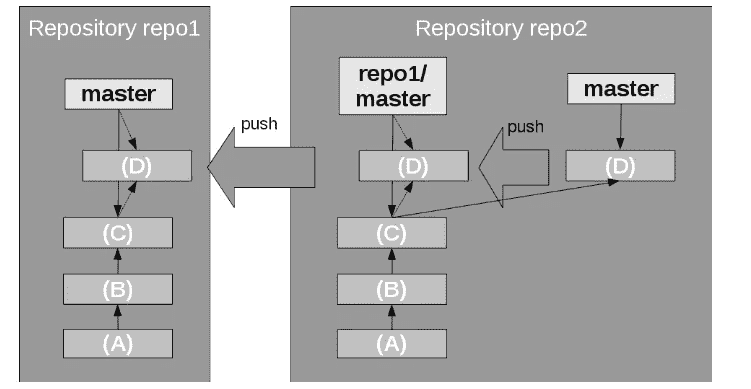 Repository repo1
master
(D)
(C)
(B)
(A)
push
Repository repo2
repo1/
master
(D)
(C)
(B)
(A)
push
master
(D)